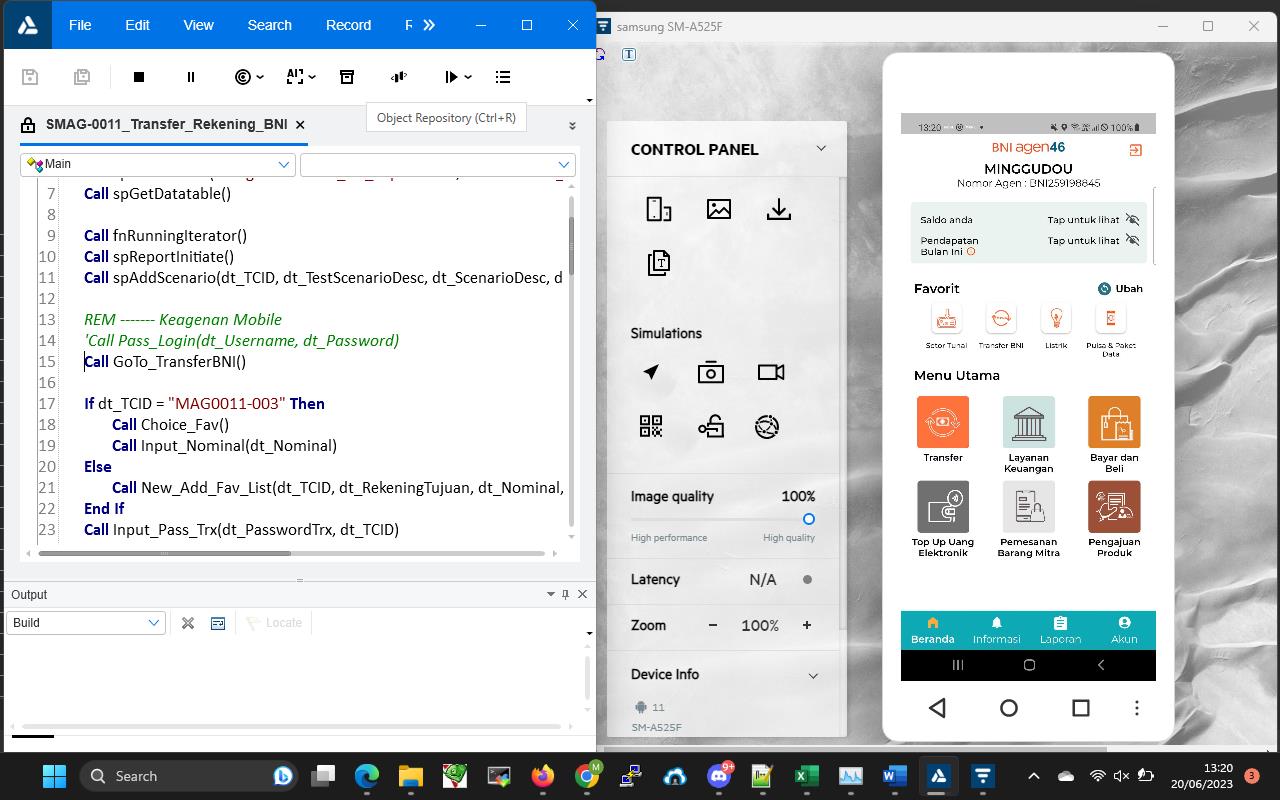 File Edit View Search Record
samsung SM-A525F
Object Repository (Ctrl+R)
SMAG-0011_Transfer_Rekening_BNI
Main
7 Call spGetDatatable()
8
9 Call fnRunningIterator()
10 Call spReportInitiate()
11 Call spAddScenario(dt_TCID, dt_TestScenarioDesc, dt_ScenarioDesc, d
12
13 REM ------- Keagenan Mobile
14 'Call Pass_Login(dt_Username, dt_Password)
15 Call GoTo_TransferBNI()
16
17 If dt_TCID = "MAG0011-003" Then
18 Call Choice_Fav()
19 Call Input_Nominal(dt_Nominal)
20 Else
21 Call New_Add_Fav_List(dt_TCID, dt_RekeningTujuan, dt_Nominal,
22 End If
23 Call Input_Pass_Trx(dt_PasswordTrx, dt_TCID)
Output
Build
Locate
CONTROL PANEL
Simulations
Image quality 100%
High performance High quality
Latency N/A
Zoom − 100% +
Device Info
11
SM-A525F
13:20 100%
BNI agen46
MINGGUDOU
Nomor Agen : BNI259198845
Saldo anda Tap untuk lihat
Pendapatan Tap untuk lihat
Bulan Ini
Favorit Ubah
Setor Tunai Transfer BNI Listrik Pulsa & Paket
Data
Menu Utama
Transfer Layanan Bayar dan
Keuangan Beli
Top Up Uang Pemesanan Pengajuan
Elektronik Barang Mitra Produk
Beranda Informasi Laporan Akun
Search
M
9+
13:20
20/06/2023
3